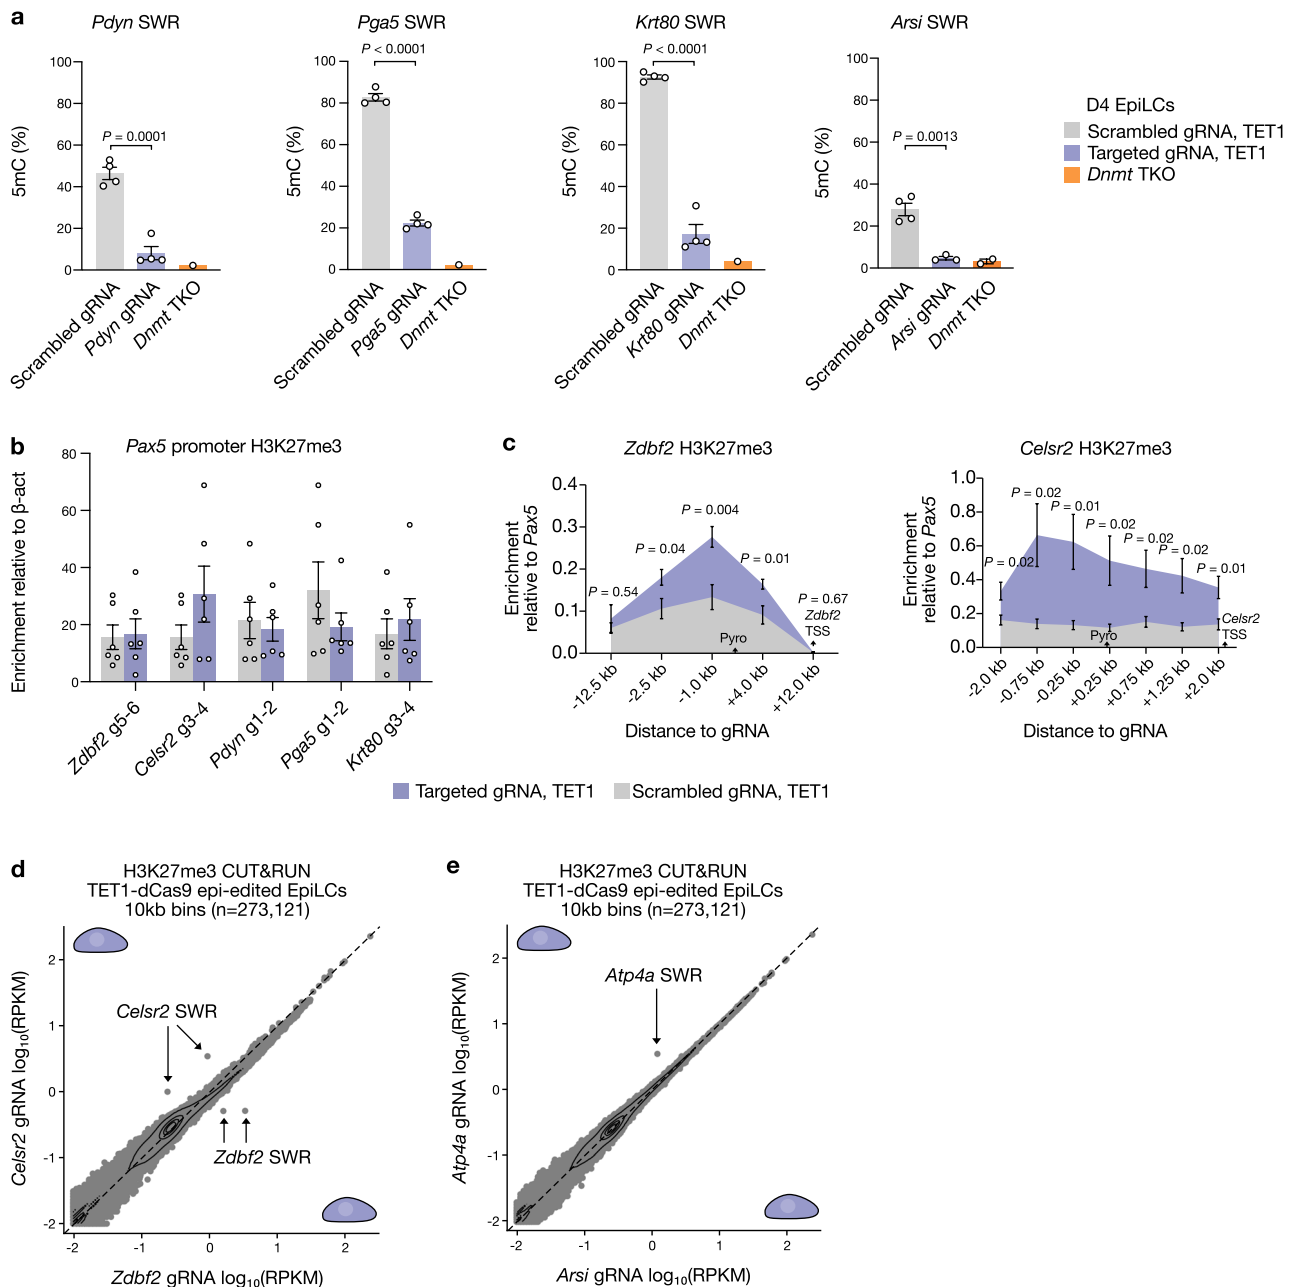 a
Pdyn SWR
Pga5 SWR
Krt80 SWR
Arsi SWR
5mC (%)
100
80
60
40
20
0
P = 0.0001
Scrambled gRNA
Pdyn gRNA
Dnmt TKO
5mC (%)
100
80
60
40
20
0
P < 0.0001
Scrambled gRNA
Pga5 gRNA
Dnmt TKO
5mC (%)
100
80
60
40
20
0
P < 0.0001
Scrambled gRNA
Krt80 gRNA
Dnmt TKO
5mC (%)
100
80
60
40
20
0
P = 0.0013
Scrambled gRNA
Arsi gRNA
Dnmt TKO
D4 EpiLCs
Scrambled gRNA, TET1
Targeted gRNA, TET1
Dnmt TKO
b
Pax5 promoter H3K27me3
Enrichment relative to β-act
80
60
40
20
0
Zdbf2 g5-6
Celsr2 g3-4
Pdyn g1-2
Pga5 g1-2
Krt80 g3-4
c
Zdbf2 H3K27me3
Enrichment
relative to Pax5
0.4
0.3
0.2
0.1
0.0
P = 0.54
P = 0.04
P = 0.004
P = 0.01
P = 0.67
Zdbf2
TSS
Pyro
-12.5 kb
-2.5 kb
-1.0 kb
+4.0 kb
+12.0 kb
Distance to gRNA
Celsr2 H3K27me3
Enrichment
relative to Pax5
1.0
0.8
0.6
0.4
0.2
0.0
P = 0.02
P = 0.02
P = 0.01
P = 0.02
P = 0.02
P = 0.02
P = 0.01
Celsr2
TSS
Pyro
-2.0 kb
-0.75 kb
-0.25 kb
+0.25 kb
+0.75 kb
+1.25 kb
+2.0 kb
Distance to gRNA
Targeted gRNA, TET1
Scrambled gRNA, TET1
d
H3K27me3 CUT&RUN
TET1-dCas9 epi-edited EpiLCs
10kb bins (n=273,121)
Celsr2 gRNA log10(RPKM)
2
1
0
-1
-2
Celsr2 SWR
Zdbf2 SWR
-2
-1
0
1
2
Zdbf2 gRNA log10(RPKM)
e
H3K27me3 CUT&RUN
TET1-dCas9 epi-edited EpiLCs
10kb bins (n=273,121)
Atp4a gRNA log10(RPKM)
2
1
0
-1
-2
Atp4a SWR
-2
-1
0
1
2
Arsi gRNA log10(RPKM)